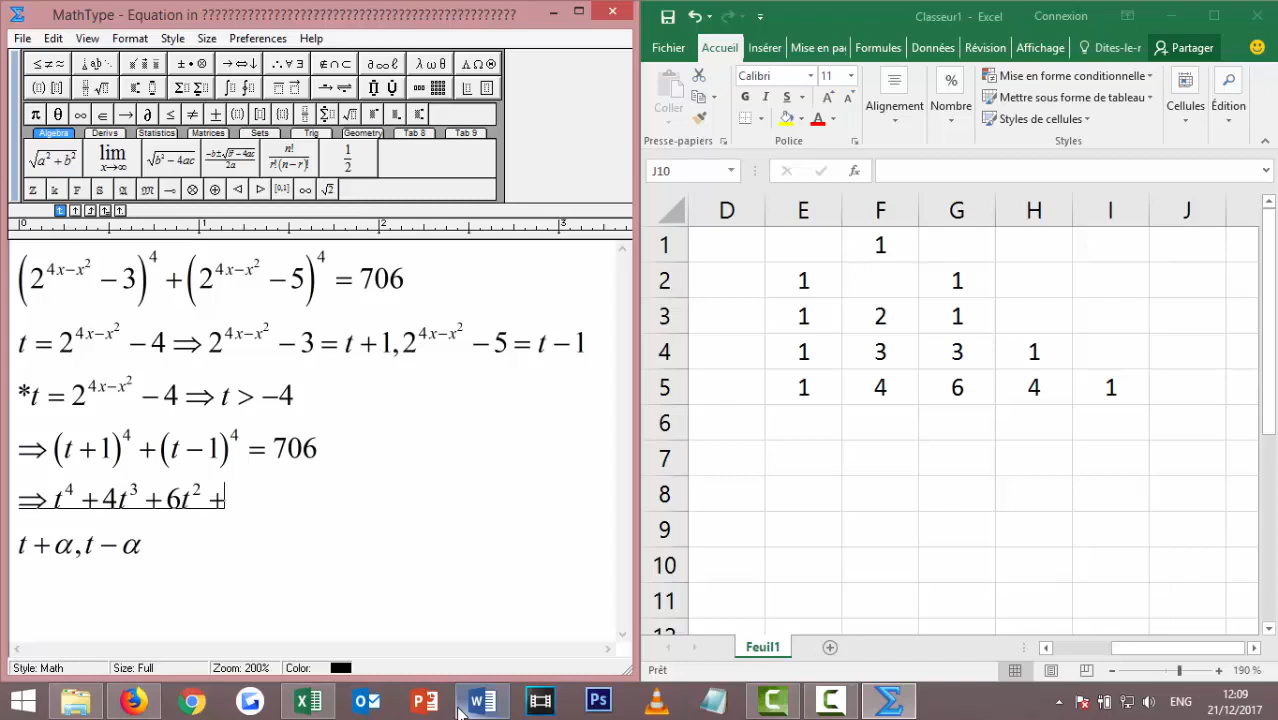 MathType - Equation in ????????????????????????????????????????????????
File Edit View Format Style Size Preferences Help
Algebra Derivs Statistics Matrices Sets Trig Geometry Tab 8 Tab 9
0 1 2 3
(2^{4x−x^2} − 3)^4 + (2^{4x−x^2} − 5)^4 = 706
t = 2^{4x−x^2} − 4 ⇒ 2^{4x−x^2} − 3 = t + 1, 2^{4x−x^2} − 5 = t − 1
*t = 2^{4x−x^2} − 4 ⇒ t > −4
⇒ (t + 1)^4 + (t − 1)^4 = 706
⇒ t^4 + 4t^3 + 6t^2 +
t + α, t − α
Style: Math Size: Full Zoom: 200% Color:
Classeur1 - Excel Connexion
Fichier Accueil Insérer Mise en pa Formules Données Révision Affichage Dites-le-r Partager
Coller
Presse-papiers
Calibri 11
G I S
Police
Alignement
Nombre
Mise en forme conditionnelle
Mettre sous forme de tableau
Styles de cellules
Styles
Cellules
Édition
J10 fx
D E F G H I J
1 1
2 1 1
3 1 2 1
4 1 3 3 1
5 1 4 6 4 1
6
7
8
9
10
11
Feuil1
Prêt 190 %
ENG 12:09
21/12/2017